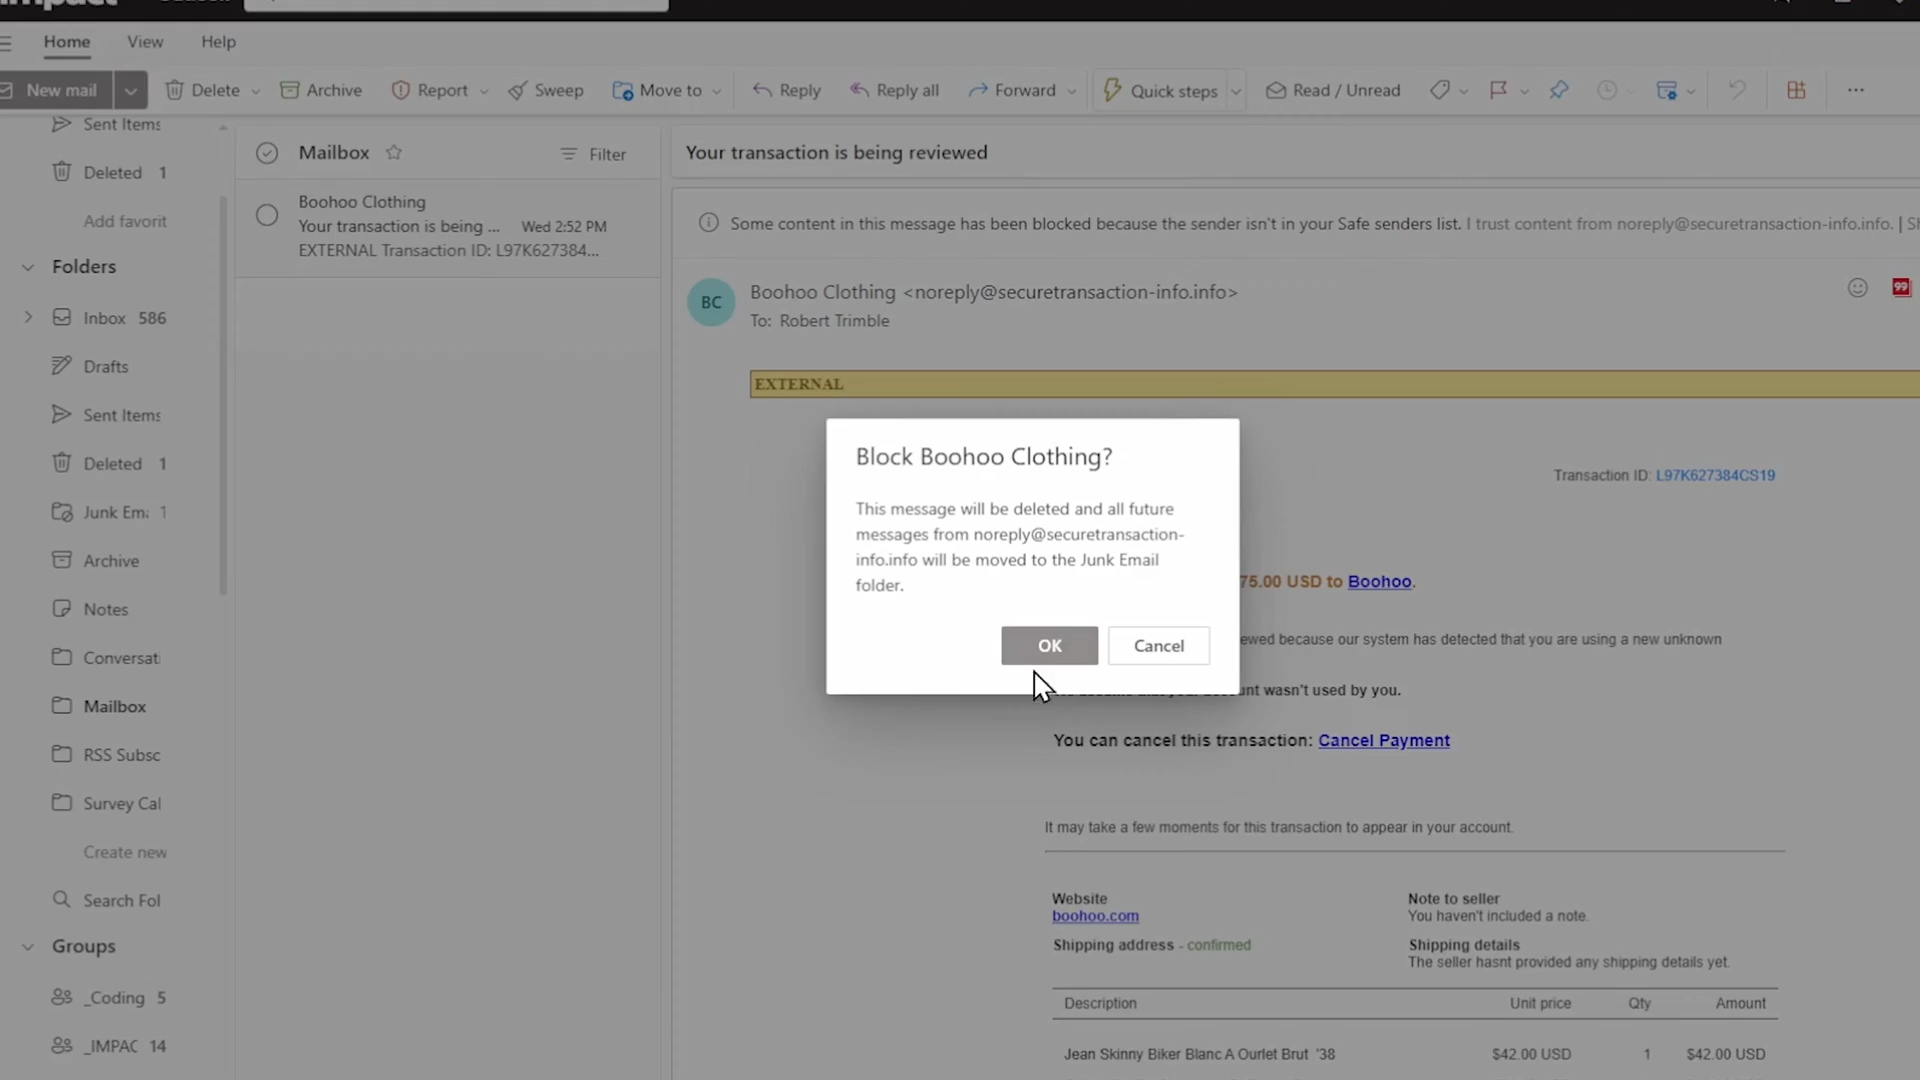 Home View Help
New mail Delete Archive Report Sweep Move to Reply Reply all Forward Quick steps Read / Unread
Sent Items
Deleted 1
Add favorit
Folders
Inbox 586
Drafts
Sent Items
Deleted 1
Junk Em 1
Archive
Notes
Conversati
Mailbox
RSS Subsc
Survey Cal
Create new
Search Fol
Groups
_Coding 5
_IMPAC 14
Mailbox Filter
Boohoo Clothing
Your transaction is being ... Wed 2:52 PM
EXTERNAL Transaction ID: L97K627384...
Your transaction is being reviewed
Some content in this message has been blocked because the sender isn't in your Safe senders list. I trust content from noreply@securetransaction-info.info. | S
BC
Boohoo Clothing <noreply@securetransaction-info.info>
To: Robert Trimble
99
EXTERNAL
Transaction ID: L97K627384CS19
Block Boohoo Clothing?
This message will be deleted and all future
messages from noreply@securetransaction-
info.info will be moved to the Junk Email
folder.
OK Cancel
75.00 USD to Boohoo.
ewed because our system has detected that you are using a new unknown
unt wasn't used by you.
You can cancel this transaction: Cancel Payment
It may take a few moments for this transaction to appear in your account.
Website
boohoo.com
Note to seller
You haven't included a note.
Shipping address - confirmed
Shipping details
The seller hasnt provided any shipping details yet.
Description Unit price Qty Amount
Jean Skinny Biker Blanc A Ourlet Brut '38 $42.00 USD 1 $42.00 USD